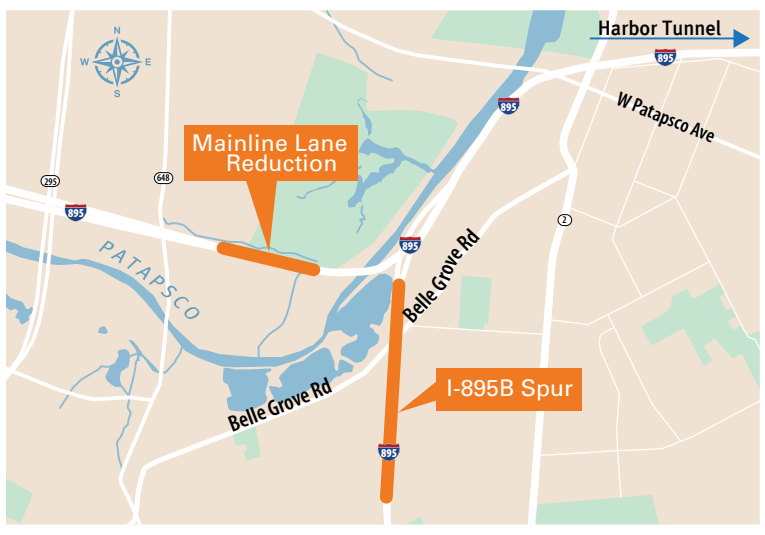 N
W E
S
Harbor Tunnel
895
895
W Patapsco Ave
Mainline Lane
Reduction
295
648
895
2
895
Belle Grove Rd
PATAPSCO
I-895B Spur
Belle Grove Rd
895